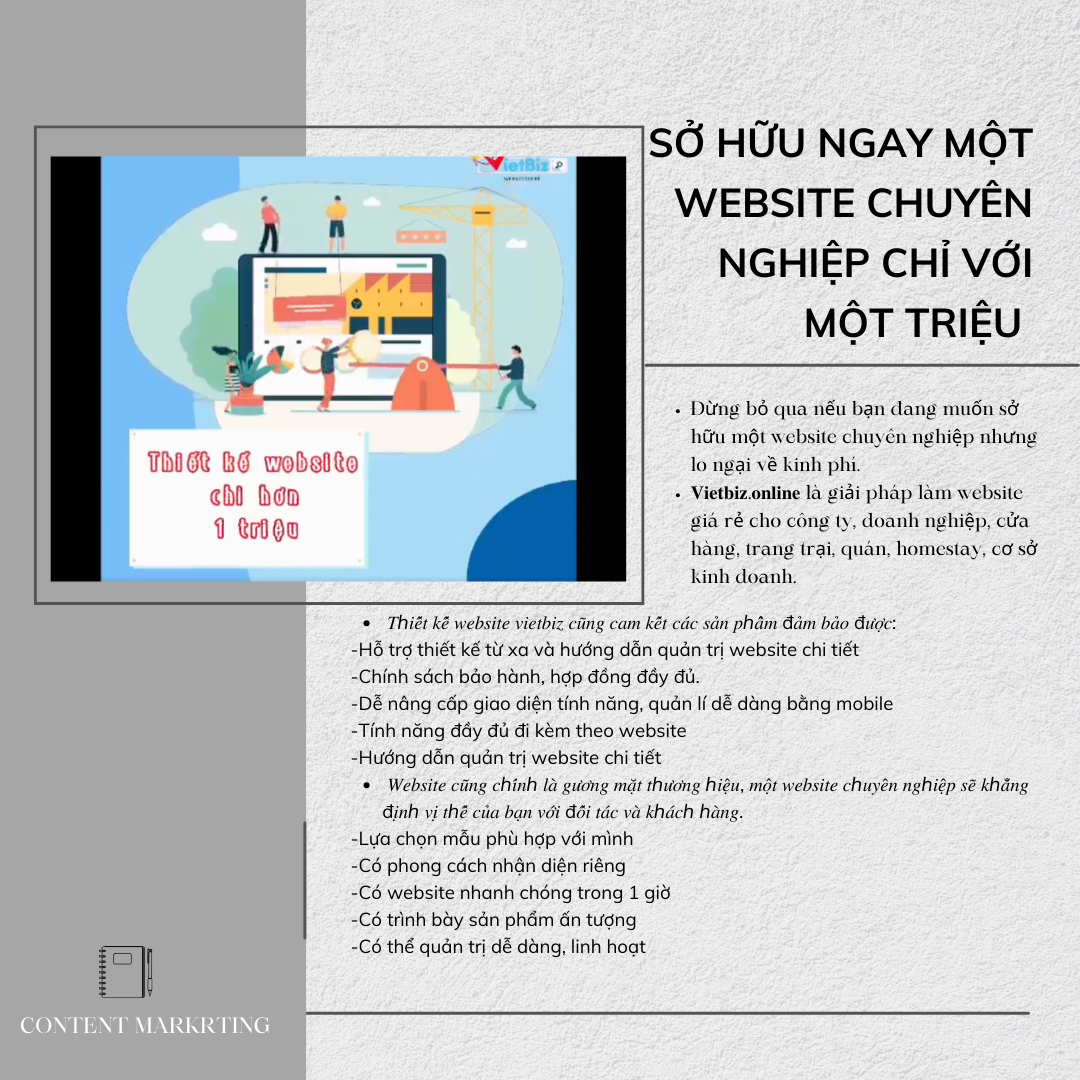 SỞ HỮU NGAY MỘT
WEBSITE CHUYÊN
NGHIỆP CHỈ VỚI
MỘT TRIỆU
VietBiz
Thiết kế website
chỉ hơn
1 triệu
• Đừng bỏ qua nếu bạn đang muốn sở
hữu một website chuyên nghiệp nhưng
lo ngại về kinh phí.
• Vietbiz.online là giải pháp làm website
giá rẻ cho công ty, doanh nghiệp, cửa
hàng, trang trại, quán, homestay, cơ sở
kinh doanh.
• Thiết kế website vietbiz cũng cam kết các sản phẩm đảm bảo được:
-Hỗ trợ thiết kế từ xa và hướng dẫn quản trị website chi tiết
-Chính sách bảo hành, hợp đồng đầy đủ.
-Dễ nâng cấp giao diện tính năng, quản lí dễ dàng bằng mobile
-Tính năng đầy đủ đi kèm theo website
-Hướng dẫn quản trị website chi tiết
• Website cũng chính là gương mặt thương hiệu, một website chuyên nghiệp sẽ khẳng
định vị thế của bạn với đối tác và khách hàng.
-Lựa chọn mẫu phù hợp với mình
-Có phong cách nhận diện riêng
-Có website nhanh chóng trong 1 giờ
-Có trình bày sản phẩm ấn tượng
-Có thể quản trị dễ dàng, linh hoạt
CONTENT MARKRTING